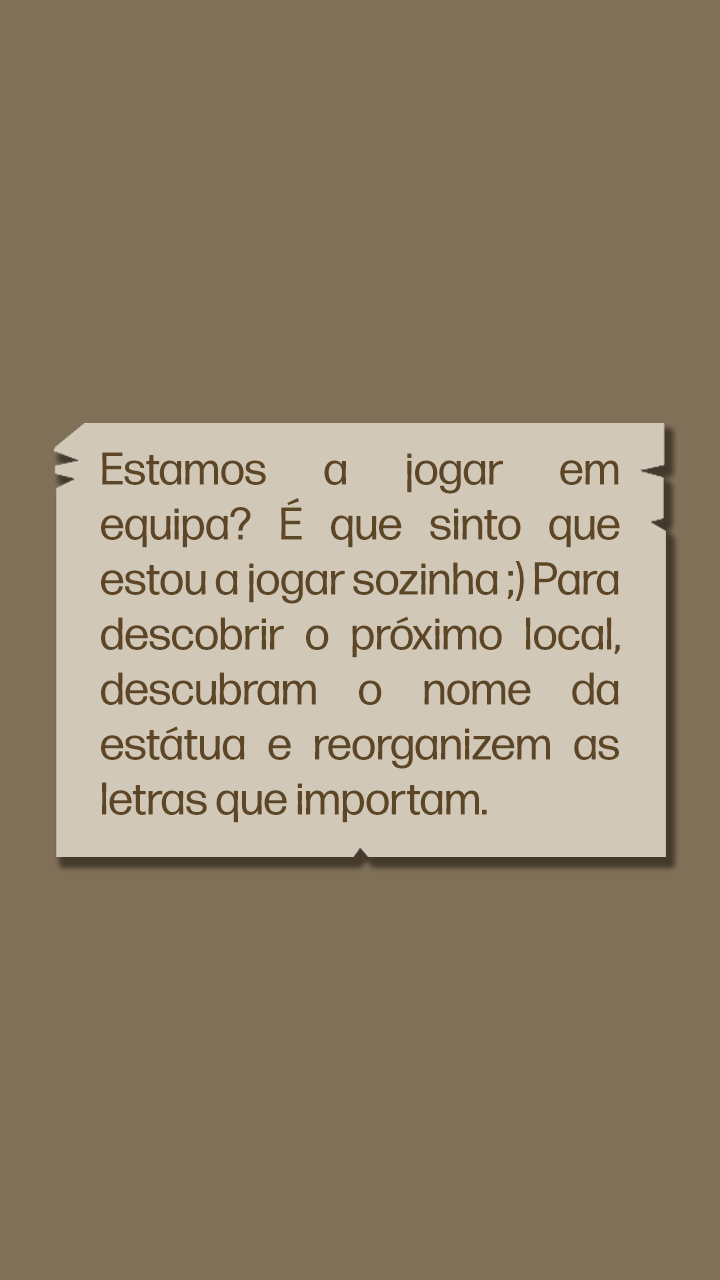 Estamos a jogar em
equipa? É que sinto que
estou a jogar sozinha ;) Para
descobrir o próximo local,
descubram o nome da
estátua e reorganizem as
letras que importam.